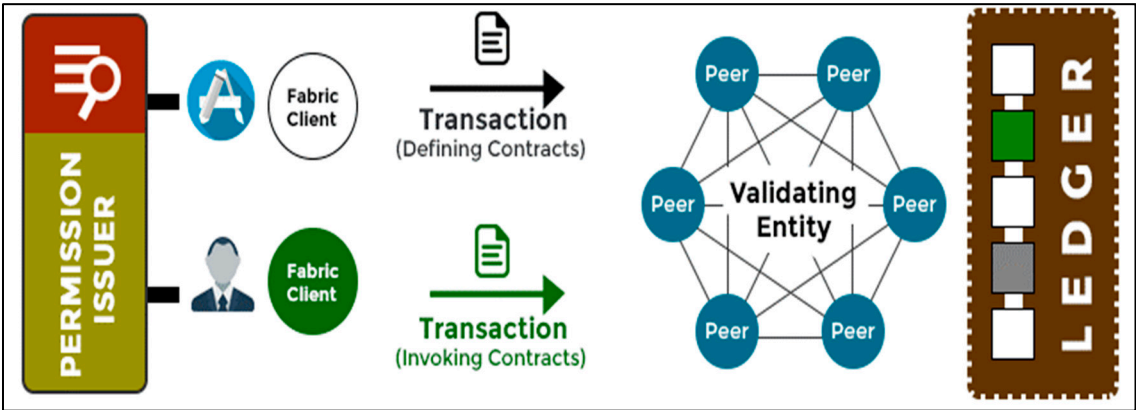 PERMISSION
ISSUER
Fabric
Client
Transaction
(Defining Contracts)
Fabric
Client
Transaction
(Invoking Contracts)
Peer
Peer
Peer
Validating
Entity
Peer
Peer
Peer
LEDGER